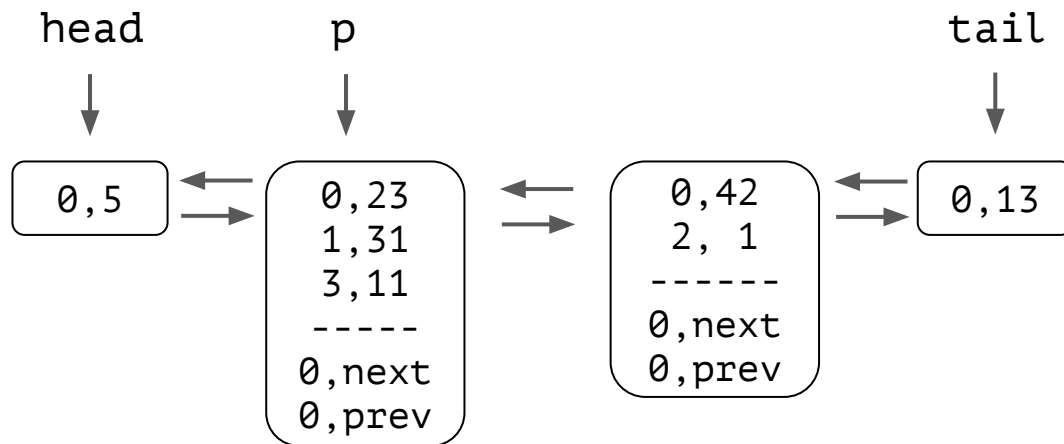 head
p
tail
0,5
0,23
1,31
3,11
-----
0,next
0,prev
0,42
2, 1
------
0,next
0,prev
0,13